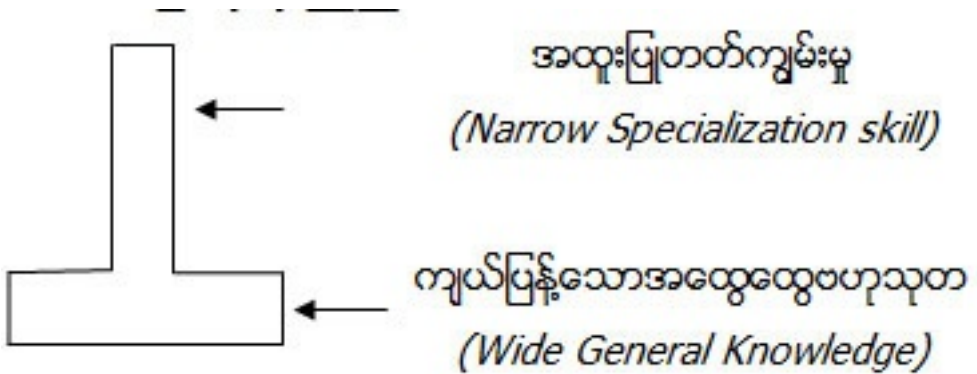 အထူးပြုတတ်ကျွမ်းမှု
(Narrow Specialization skill)
ကျယ်ပြန့်သောအထွေထွေဗဟုသုတ
(Wide General Knowledge)